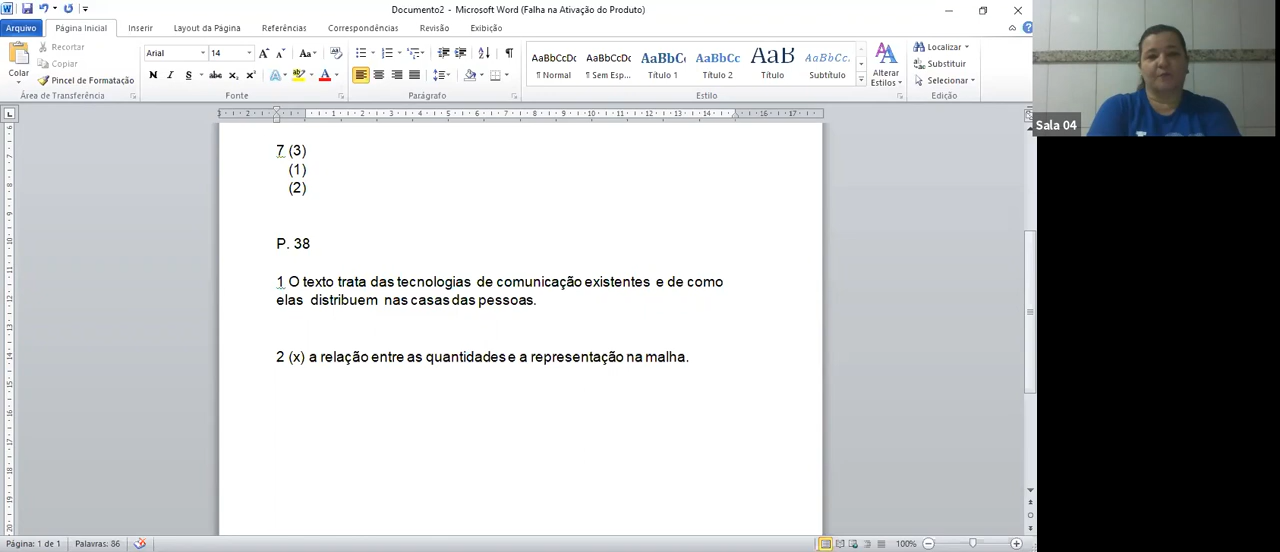 Documento2 - Microsoft Word (Falha na Ativação do Produto)
Arquivo Página Inicial Inserir Layout da Página Referências Correspondências Revisão Exibição
Colar
Recortar
Copiar
Pincel de Formatação
Área de Transferência
Arial 14
N I S abc x₂ x²
Fonte
Parágrafo
AaBbCcDc AaBbCcDc AaBbC AaBbCc AaB AaBbCc.
¶ Normal ¶ Sem Esp... Título 1 Título 2 Título Subtítulo
Alterar
Estilos
Estilo
Localizar
Substituir
Selecionar
Edição
Sala 04
7 (3)
(1)
(2)
P. 38
1 O texto trata das tecnologias de comunicação existentes e de como
elas distribuem nas casas das pessoas.
2 (x) a relação entre as quantidades e a representação na malha.
Página: 1 de 1 Palavras: 86 100%